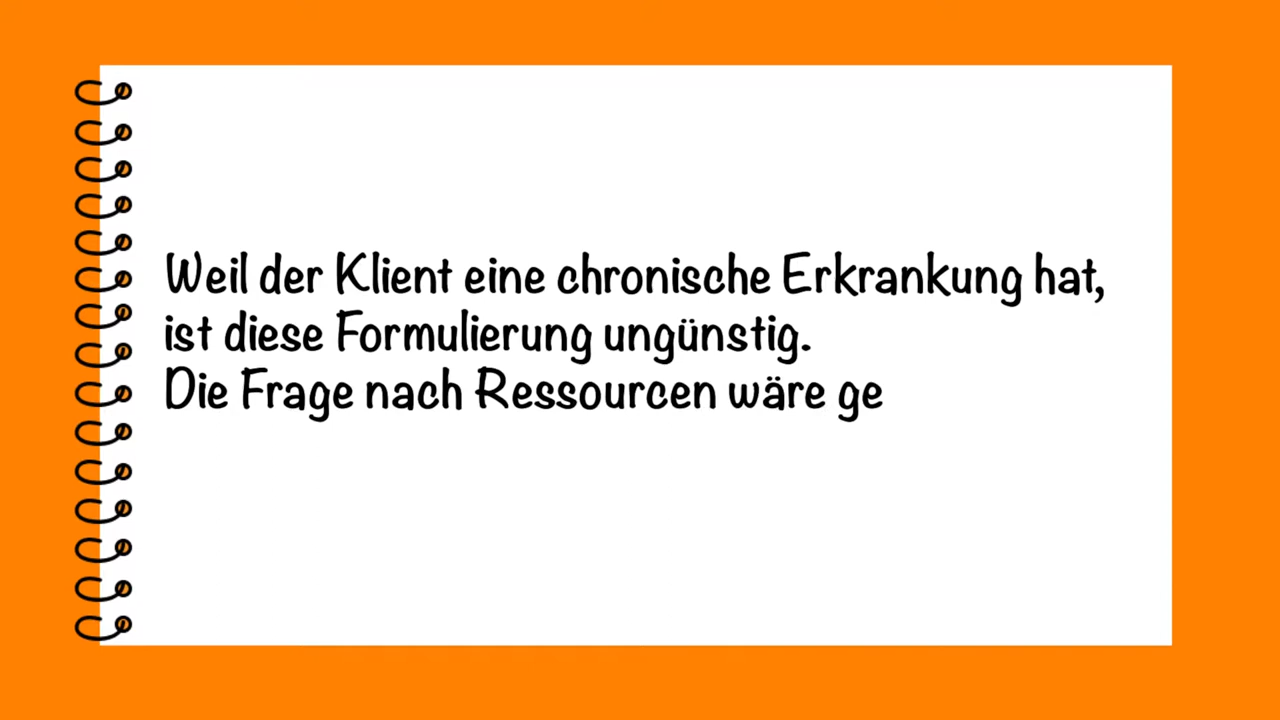 Weil der Klient eine chronische Erkrankung hat,
ist diese Formulierung ungünstig.
Die Frage nach Ressourcen wäre ge